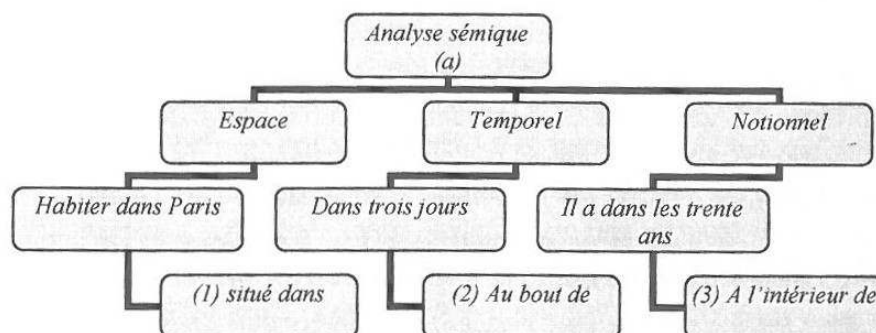 Analyse sémique
(a)
Espace
Temporel
Notionnel
Habiter dans Paris
Dans trois jours
Il a dans les trente
ans
(1) situé dans
(2) Au bout de
(3) A l'intérieur de